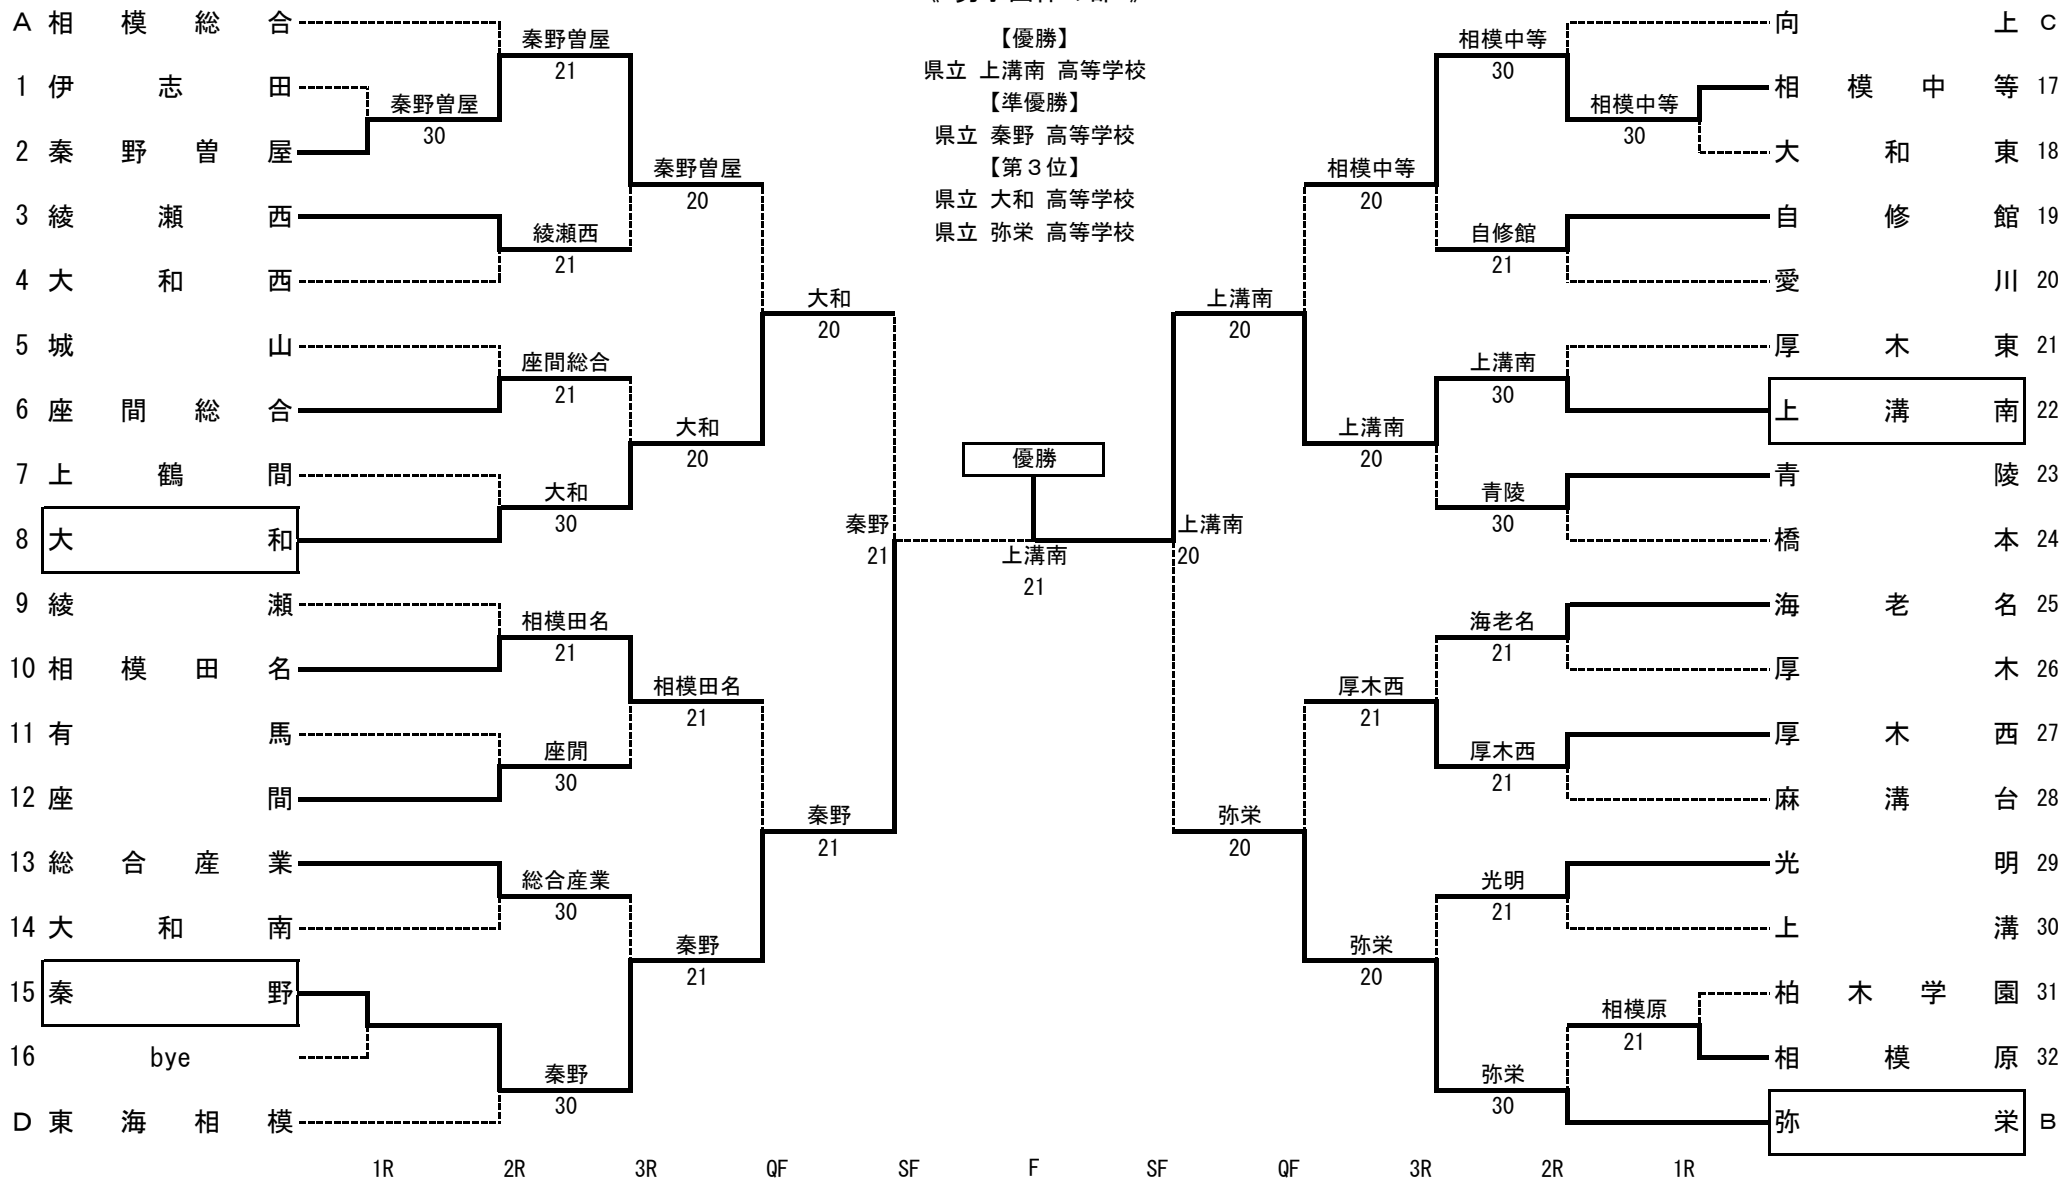 A 相模総合
1 伊志田
2 秦野曽屋
3 綾瀬西
4 大和西
5 城山
6 座間総合
7 上鶴間
8 大和
9 綾瀬
10 相模田名
11 有馬
12 座間
13 総合産業
14 大和南
15 秦野
16 bye
D 東海相模
秦野曽屋
30
秦野曽屋
21
綾瀬西
21
座間総合
21
大和
30
相模田名
21
座閒
30
総合産業
30
秦野
30
秦野曽屋
20
大和
20
相模田名
21
秦野
21
大和
20
秦野
21
秦野
21
【優勝】
県立 上溝南 高等学校
【準優勝】
県立 秦野 高等学校
【第３位】
県立 大和 高等学校
県立 弥栄 高等学校
優勝
上溝南
21
上溝南
20
上溝南
20
弥栄
20
相模中等
20
上溝南
20
厚木西
21
弥栄
20
相模中等
30
自修館
21
上溝南
30
青陵
30
海老名
21
厚木西
21
光明
21
弥栄
30
相模中等
30
相模原
21
向上 C
相模中等 17
大和東 18
自修館 19
愛川 20
厚木東 21
上溝南 22
青陵 23
橋本 24
海老名 25
厚木 26
厚木西 27
麻溝台 28
光明 29
上溝 30
柏木学園 31
相模原 32
弥栄 B
1R 2R 3R QF SF F SF QF 3R 2R 1R